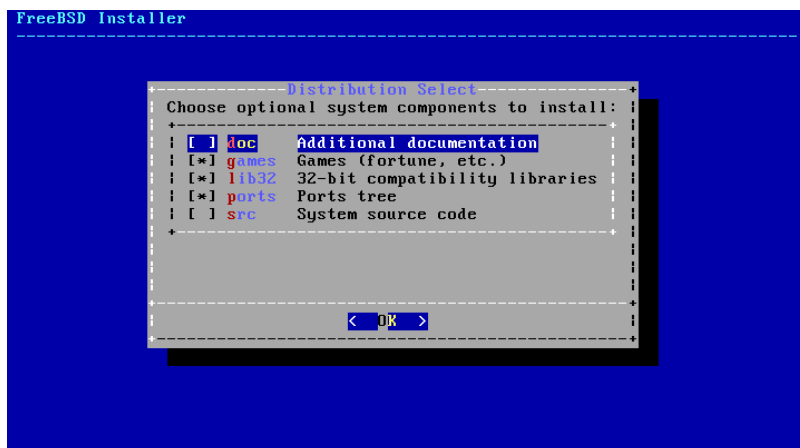 FreeBSD Installer
Distribution Select
Choose optional system components to install:
[ ] doc Additional documentation
[*] games Games (fortune, etc.)
[*] lib32 32-bit compatibility libraries
[*] ports Ports tree
[ ] src System source code
< OK >